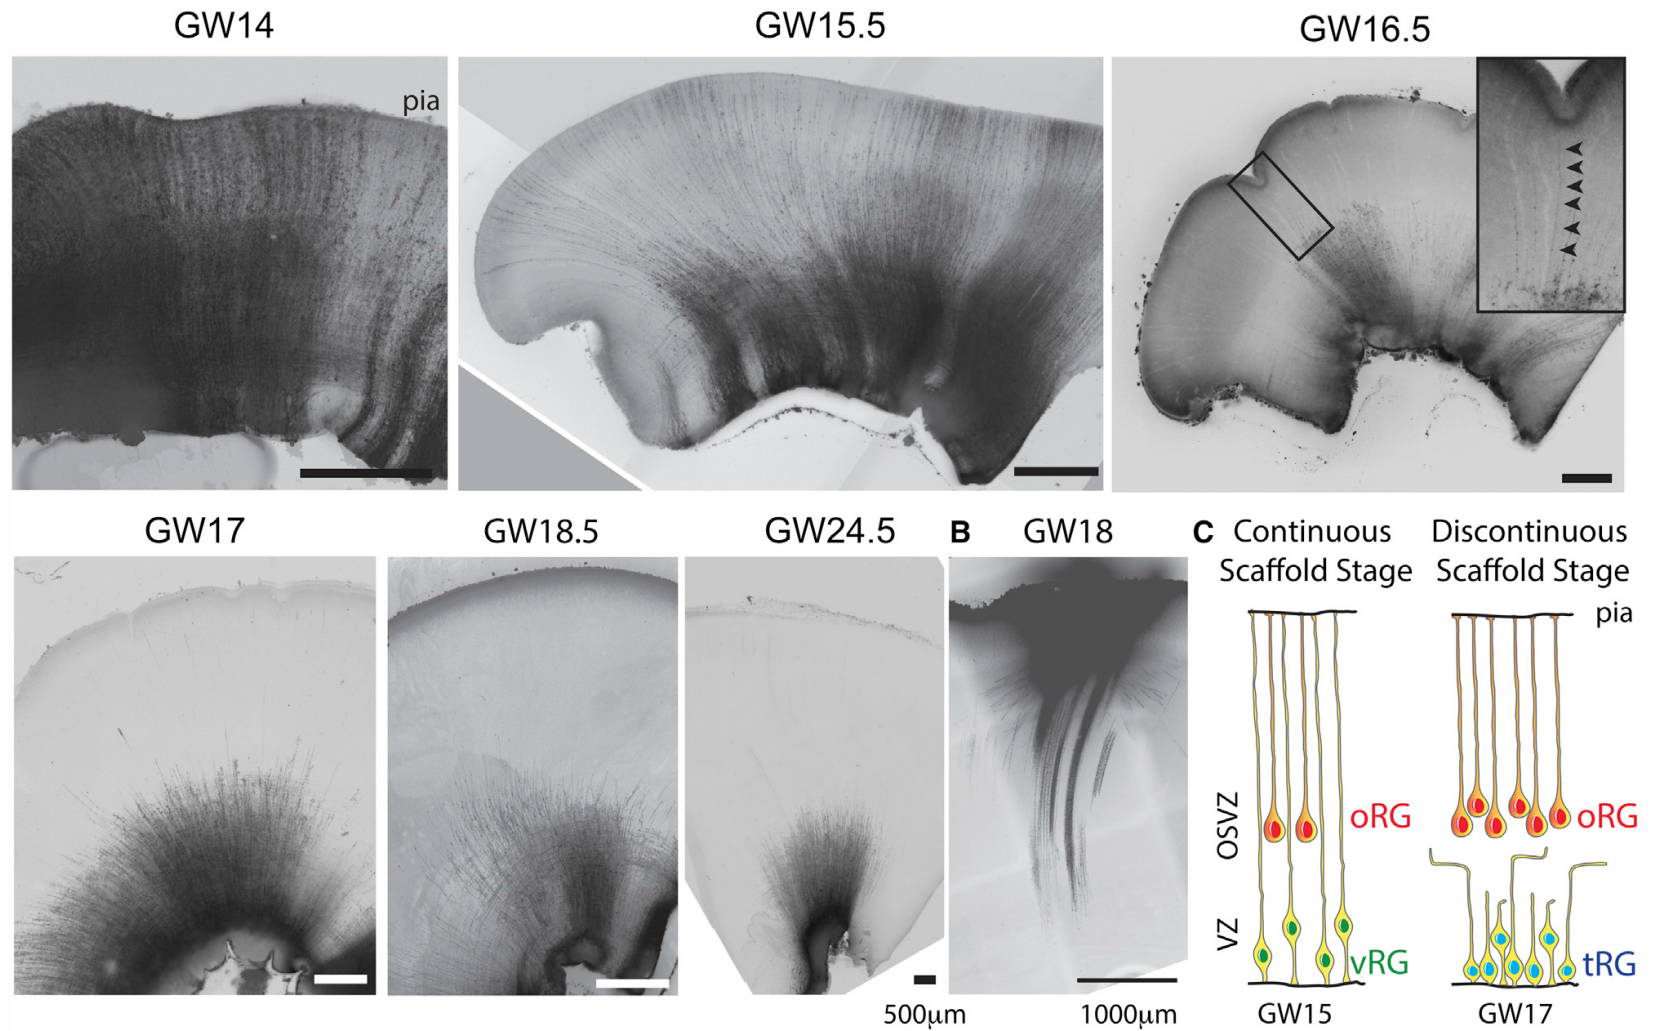 GW14
GW15.5
GW16.5
pia
GW17
GW18.5
GW24.5
B
GW18
C
Continuous
Scaffold Stage
Discontinuous
Scaffold Stage
pia
OSVZ
oRG
oRG
VZ
vRG
tRG
500μm
1000μm
GW15
GW17